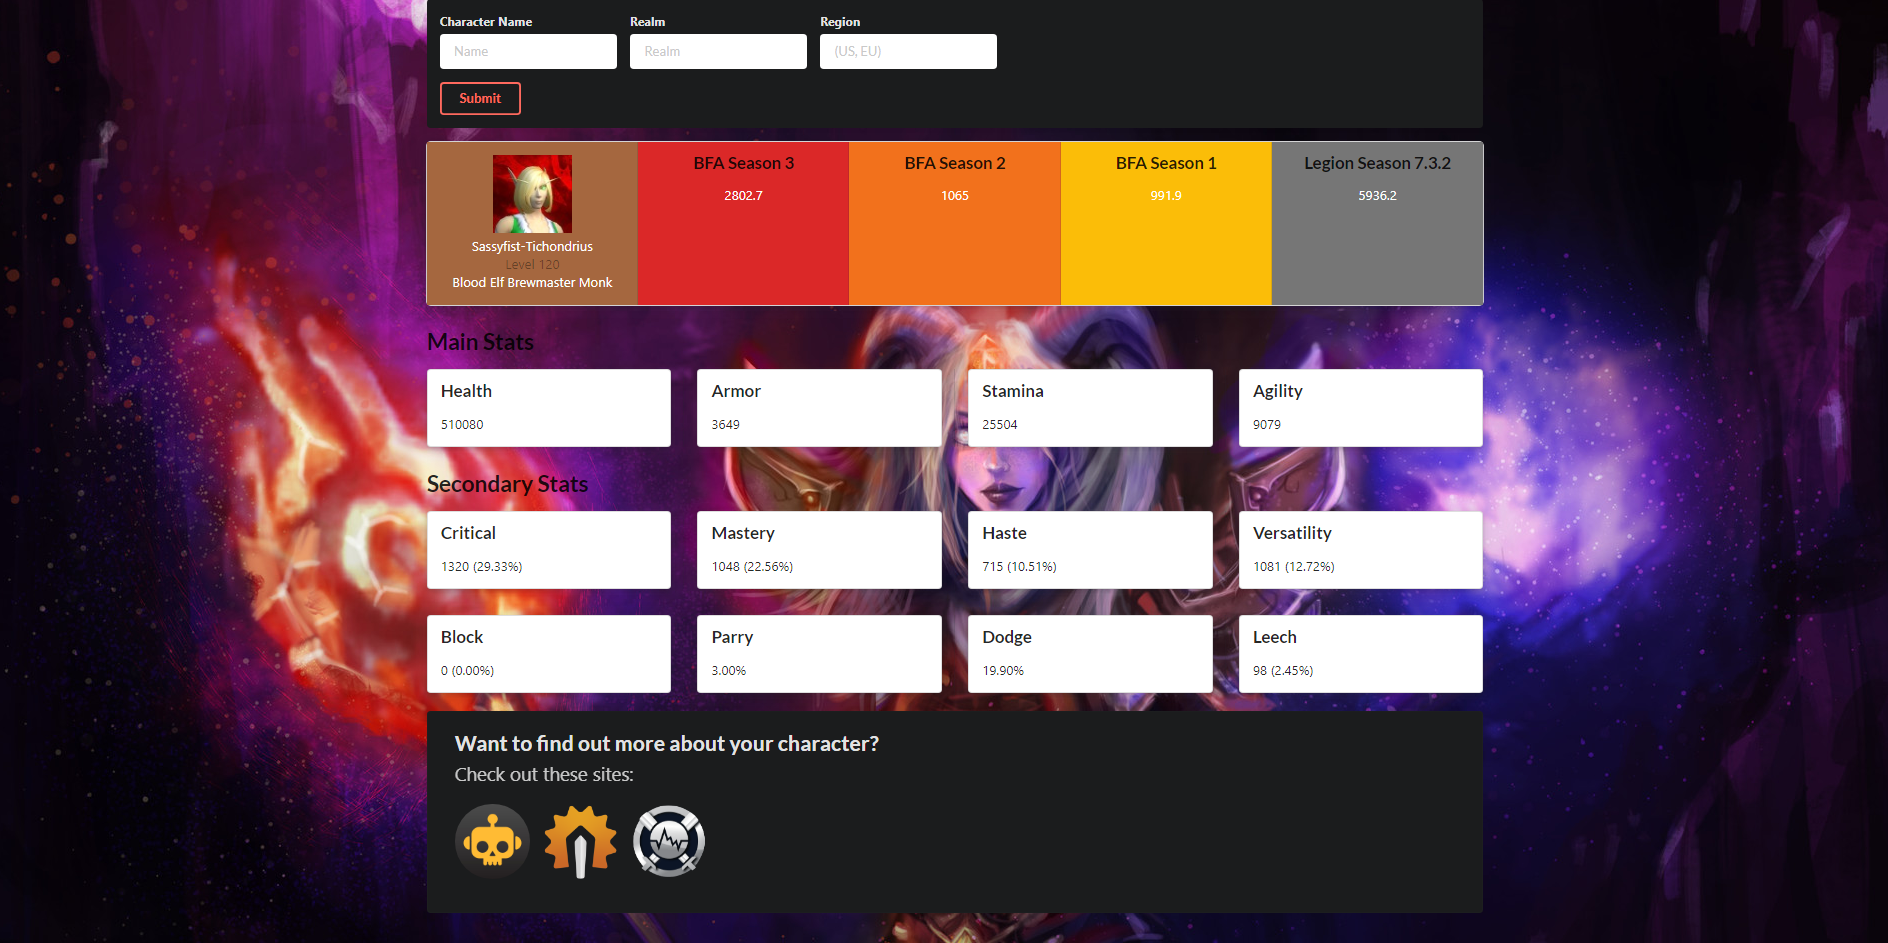 Character Name
Realm
Region
Name
Realm
(US, EU)
Submit
Sassyfist-Tichondrius
Level 120
Blood Elf Brewmaster Monk
BFA Season 3
2802.7
BFA Season 2
1065
BFA Season 1
991.9
Legion Season 7.3.2
5936.2
Main Stats
Health
510080
Armor
3649
Stamina
25504
Agility
9079
Secondary Stats
Critical
1320 (29.33%)
Mastery
1048 (22.56%)
Haste
715 (10.51%)
Versatility
1081 (12.72%)
Block
0 (0.00%)
Parry
3.00%
Dodge
19.90%
Leech
98 (2.45%)
Want to find out more about your character?
Check out these sites: